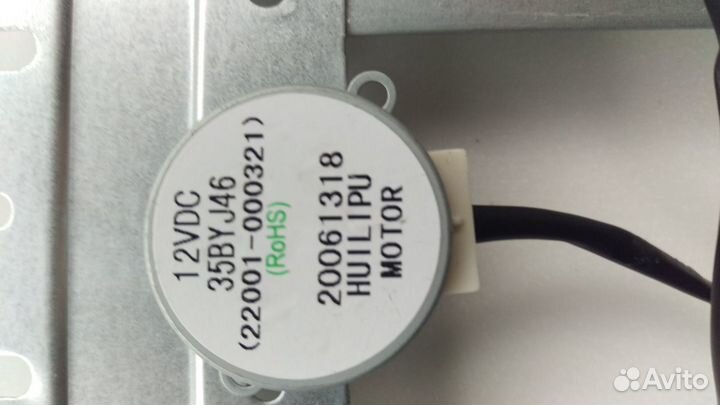 12VDC
35BYJ46
(22001-000321)
(RoHS)
20061318
HUILIPU
MOTOR
Avito